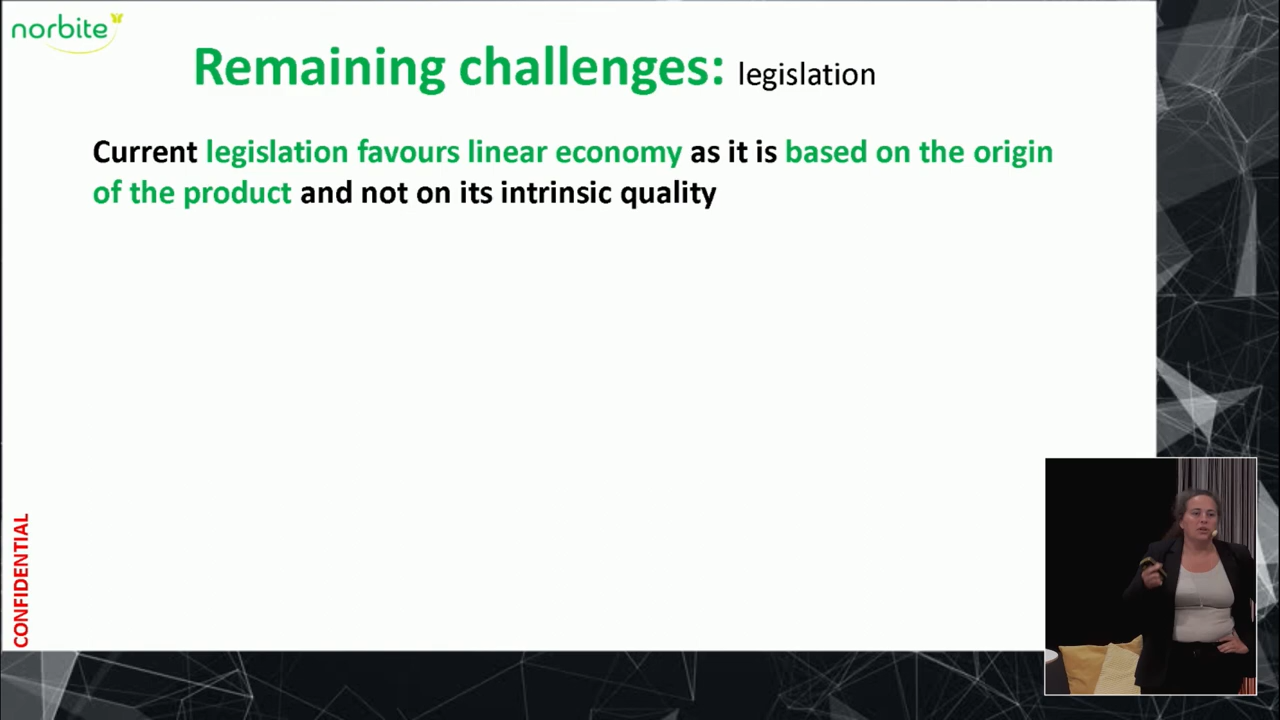 norbite
Remaining challenges: legislation
Current legislation favours linear economy as it is based on the origin
of the product and not on its intrinsic quality
CONFIDENTIAL